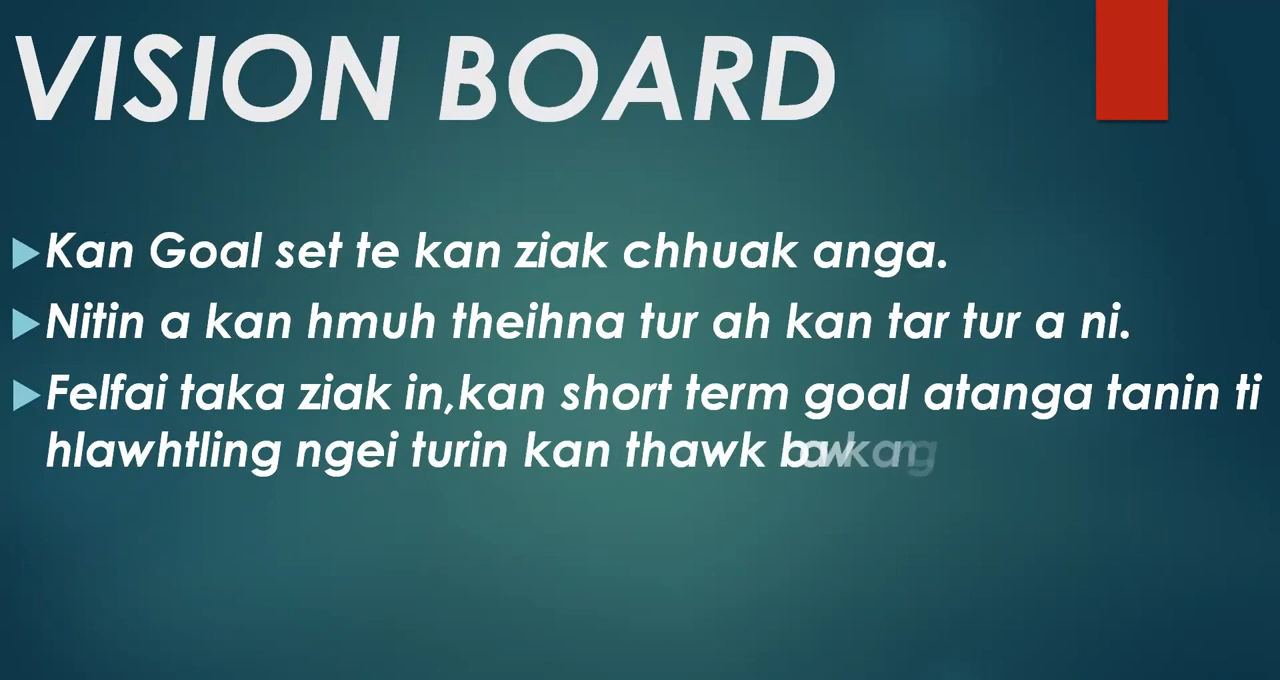 VISION BOARD
Kan Goal set te kan ziak chhuak anga.
Nitin a kan hmuh theihna tur ah kan tar tur a ni.
Felfai taka ziak in,kan short term goal atanga tanin ti
hlawhtling ngei turin kan thawk